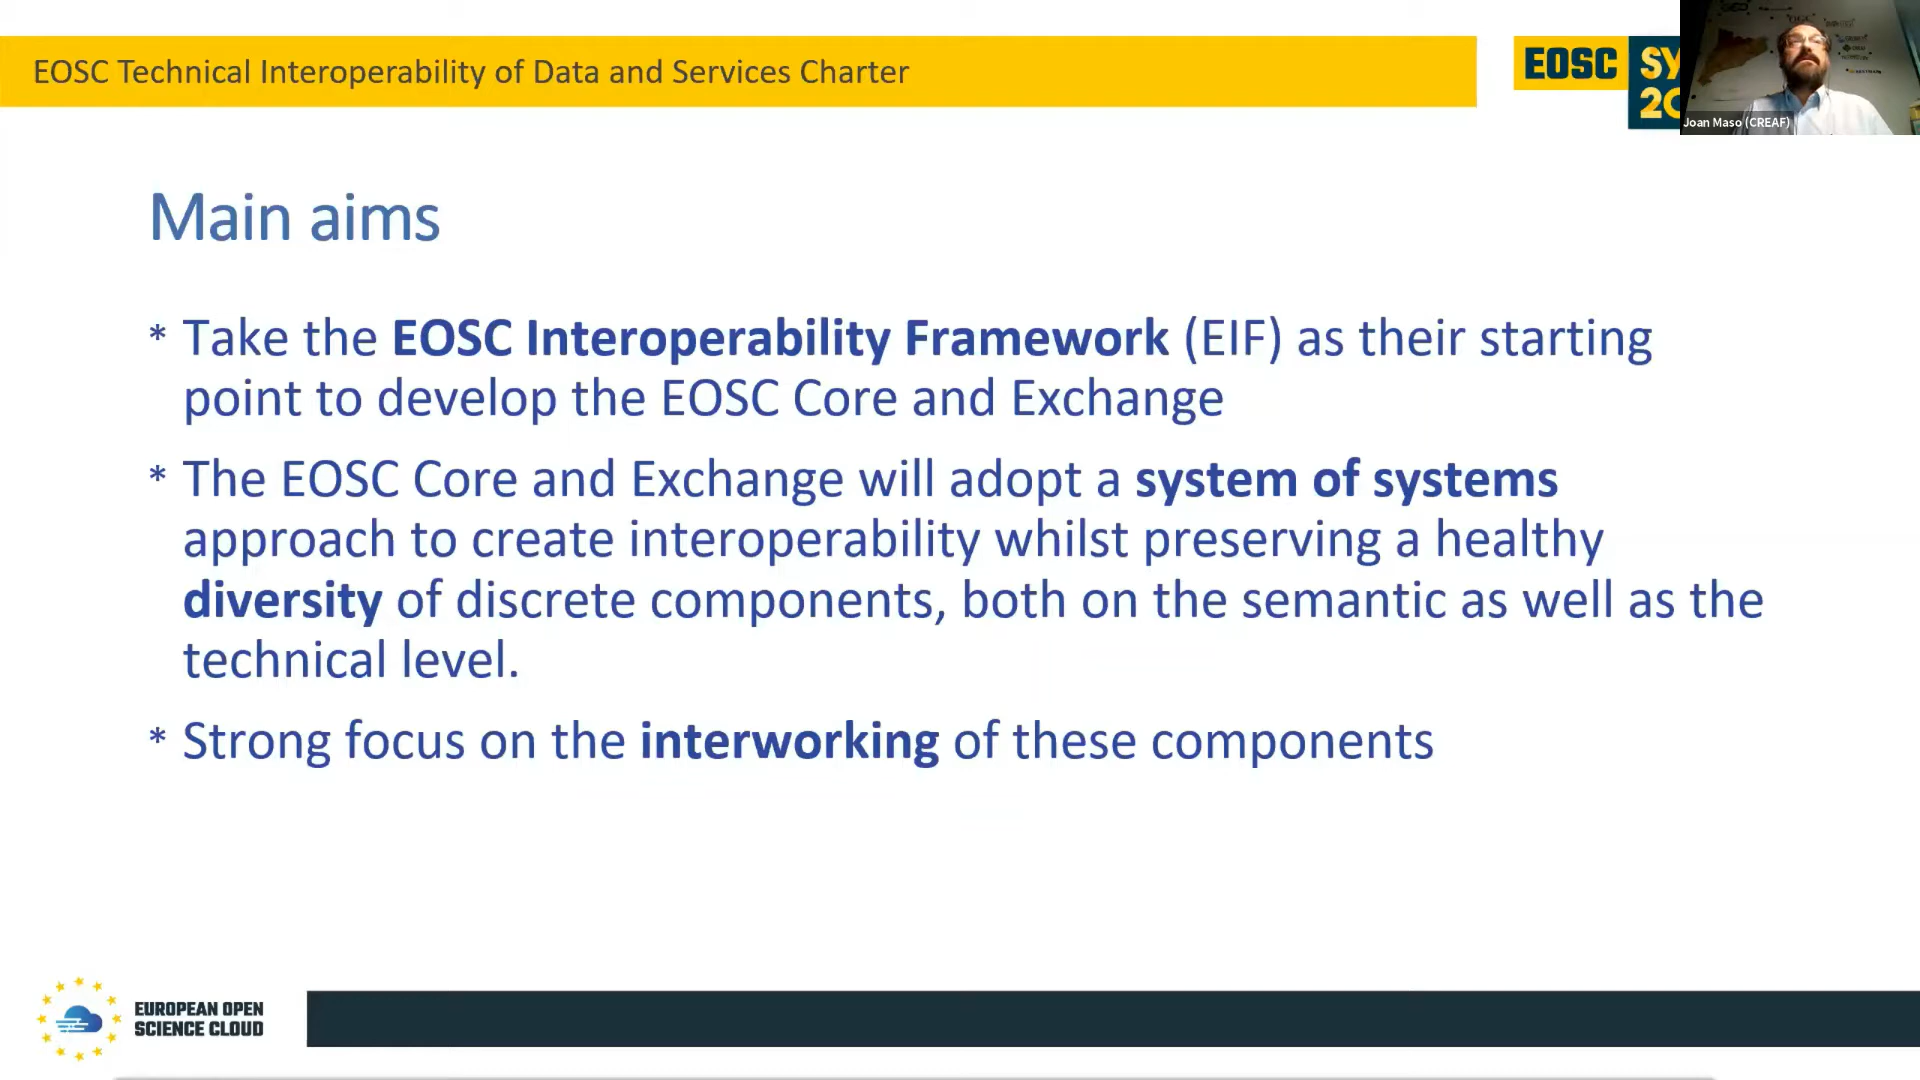 EOSC Technical Interoperability of Data and Services Charter
EOSC
Joan Maso (CREAF)
Main aims
* Take the EOSC Interoperability Framework (EIF) as their starting
point to develop the EOSC Core and Exchange
* The EOSC Core and Exchange will adopt a system of systems
approach to create interoperability whilst preserving a healthy
diversity of discrete components, both on the semantic as well as the
technical level.
* Strong focus on the interworking of these components
EUROPEAN OPEN
SCIENCE CLOUD